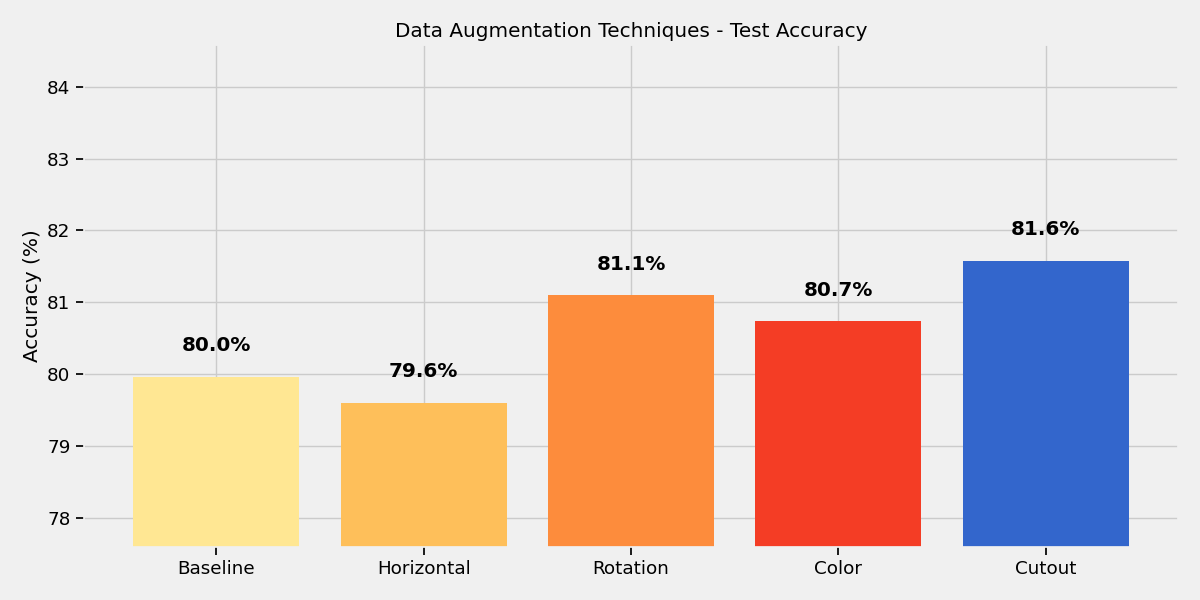 Data Augmentation Techniques - Test Accuracy
Accuracy (%)
84
83
82
81
80
79
78
80.0%
79.6%
81.1%
80.7%
81.6%
Baseline
Horizontal
Rotation
Color
Cutout